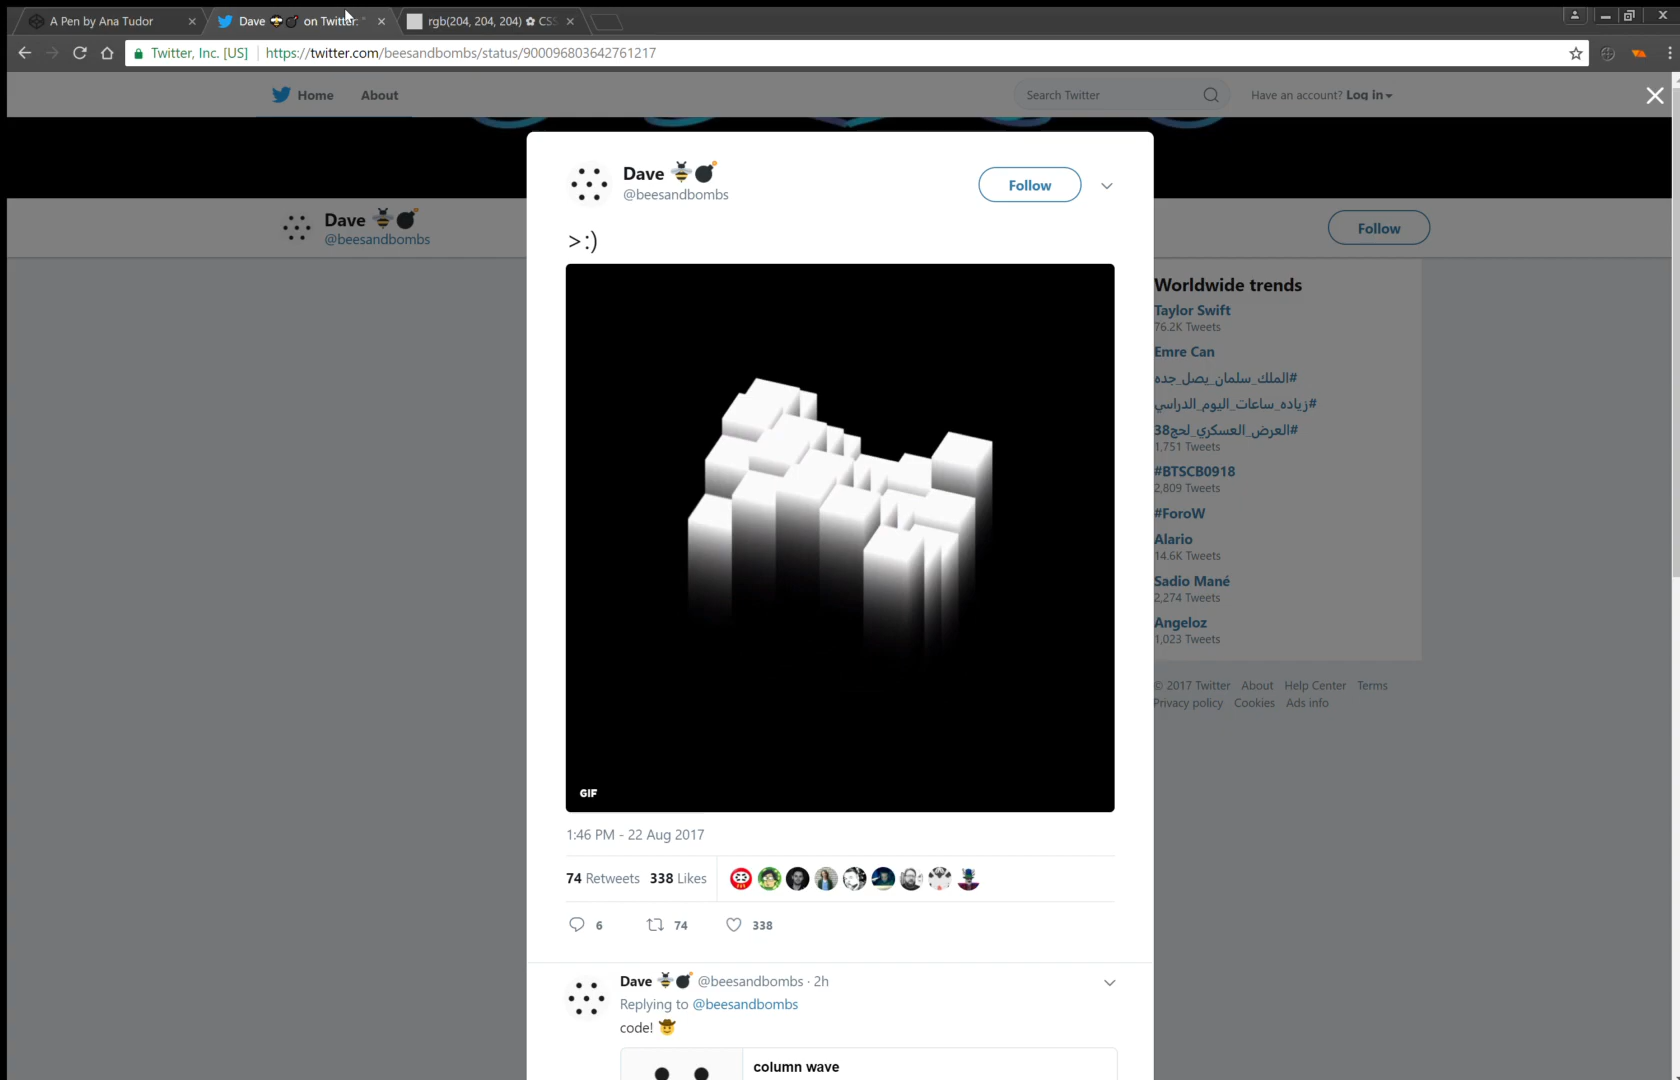 A Pen by Ana Tudor
Dave 🐝💣 on Twitter:
rgb(204, 204, 204) ✿ CSS
Twitter, Inc. [US]
https://twitter.com/beesandbombs/status/900096803642761217
Home
About
Search Twitter
Have an account? Log in
Dave 🐝💣
@beesandbombs
Follow
Dave 🐝💣
@beesandbombs
Follow
>:)
GIF
1:46 PM - 22 Aug 2017
74 Retweets 338 Likes
6
74
338
Dave 🐝💣 @beesandbombs · 2h
Replying to @beesandbombs
code! 🤠
column wave
Worldwide trends
Taylor Swift
76.2K Tweets
Emre Can
#الملك_سلمان_يصل_جده
#زياده_ساعات_اليوم_الدراسي
#العرض_العسكري_لحج38
1,751 Tweets
#BTSCB0918
2,809 Tweets
#ForoW
Alario
14.6K Tweets
Sadio Mané
2,274 Tweets
Angeloz
1,023 Tweets
© 2017 Twitter About Help Center Terms
Privacy policy Cookies Ads info